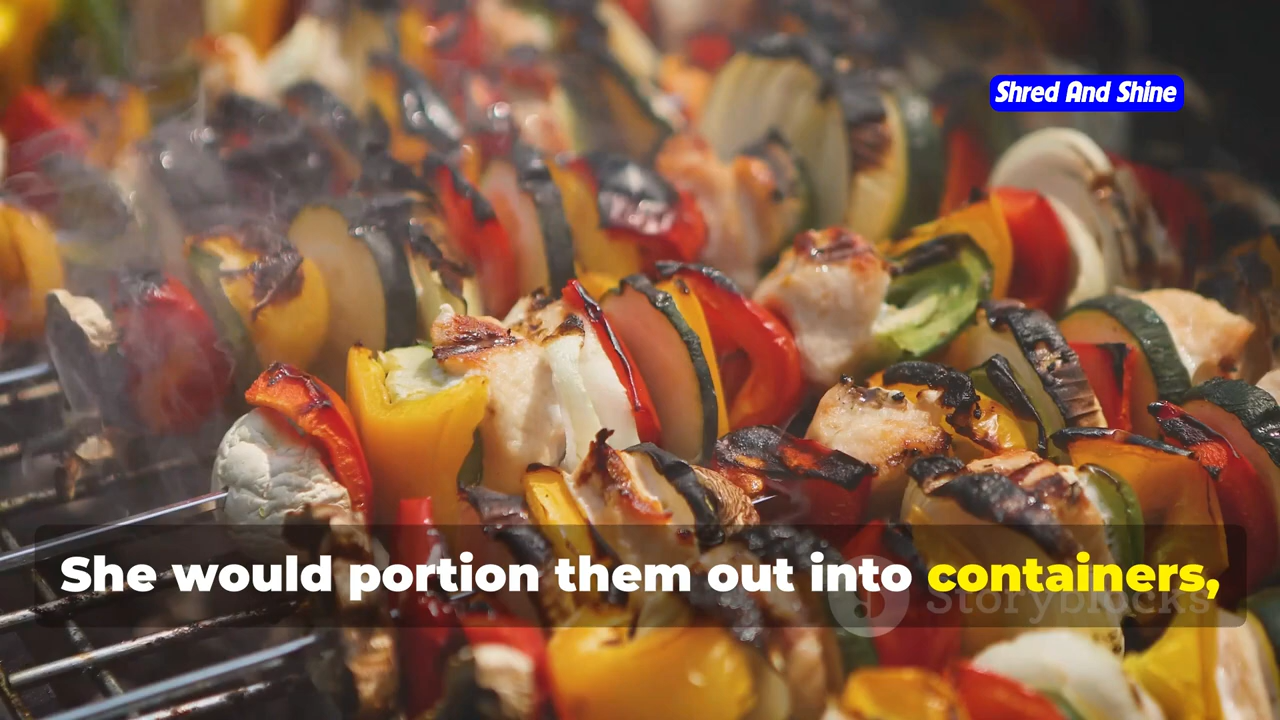 Shred And Shine
She would portion them out into containers,
Storyblocks